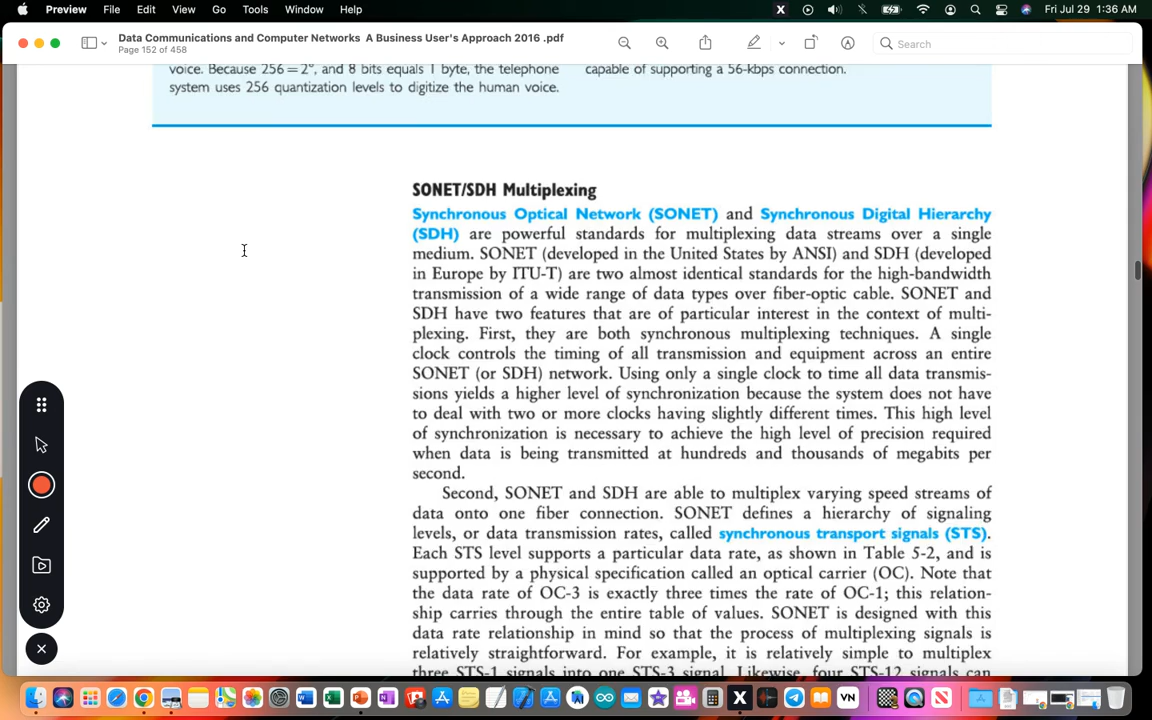 Preview File Edit View Go Tools Window Help X Fri Jul 29 1:36 AM
Data Communications and Computer Networks A Business User's Approach 2016 .pdf
Page 152 of 458
Search
voice. Because 256=2⁸, and 8 bits equals 1 byte, the telephone
system uses 256 quantization levels to digitize the human voice.
capable of supporting a 56-kbps connection.
SONET/SDH Multiplexing
Synchronous Optical Network (SONET) and Synchronous Digital Hierarchy
(SDH) are powerful standards for multiplexing data streams over a single
medium. SONET (developed in the United States by ANSI) and SDH (developed
in Europe by ITU-T) are two almost identical standards for the high-bandwidth
transmission of a wide range of data types over fiber-optic cable. SONET and
SDH have two features that are of particular interest in the context of multi-
plexing. First, they are both synchronous multiplexing techniques. A single
clock controls the timing of all transmission and equipment across an entire
SONET (or SDH) network. Using only a single clock to time all data transmis-
sions yields a higher level of synchronization because the system does not have
to deal with two or more clocks having slightly different times. This high level
of synchronization is necessary to achieve the high level of precision required
when data is being transmitted at hundreds and thousands of megabits per
second.
Second, SONET and SDH are able to multiplex varying speed streams of
data onto one fiber connection. SONET defines a hierarchy of signaling
levels, or data transmission rates, called synchronous transport signals (STS).
Each STS level supports a particular data rate, as shown in Table 5-2, and is
supported by a physical specification called an optical carrier (OC). Note that
the data rate of OC-3 is exactly three times the rate of OC-1; this relation-
ship carries through the entire table of values. SONET is designed with this
data rate relationship in mind so that the process of multiplexing signals is
relatively straightforward. For example, it is relatively simple to multiplex
three STS-1 signals into one STS-3 signal. Likewise, four STS-12 signals can
VN